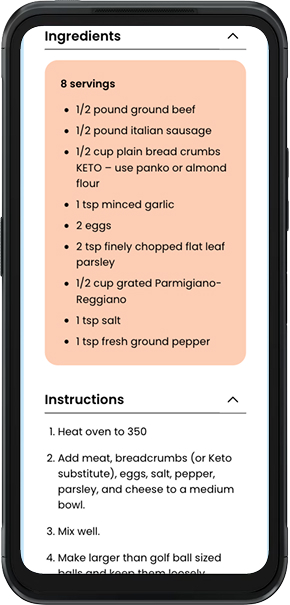 Ingredients
8 servings
• 1/2 pound ground beef
• 1/2 pound italian sausage
• 1/2 cup plain bread crumbs
KETO – use panko or almond
flour
• 1 tsp minced garlic
• 2 eggs
• 2 tsp finely chopped flat leaf
parsley
• 1/2 cup grated Parmigiano-
Reggiano
• 1 tsp salt
• 1 tsp fresh ground pepper
Instructions
1. Heat oven to 350
2. Add meat, breadcrumbs (or Keto
substitute), eggs, salt, pepper,
parsley, and cheese to a medium
bowl.
3. Mix well.
4. Make larger than golf ball sized
balls and keep them loosely